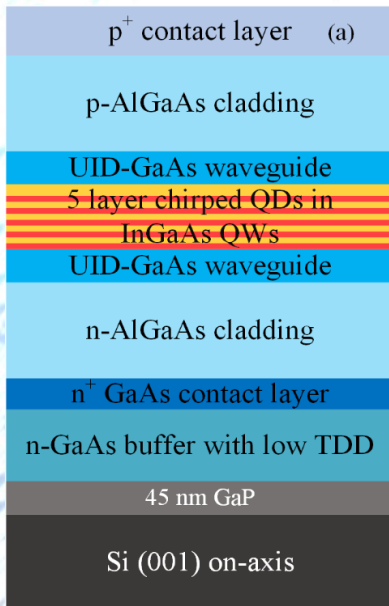 p⁺ contact layer (a)
p-AlGaAs cladding
UID-GaAs waveguide
5 layer chirped QDs in
InGaAs QWs
UID-GaAs waveguide
n-AlGaAs cladding
n⁺ GaAs contact layer
n-GaAs buffer with low TDD
45 nm GaP
Si (001) on-axis